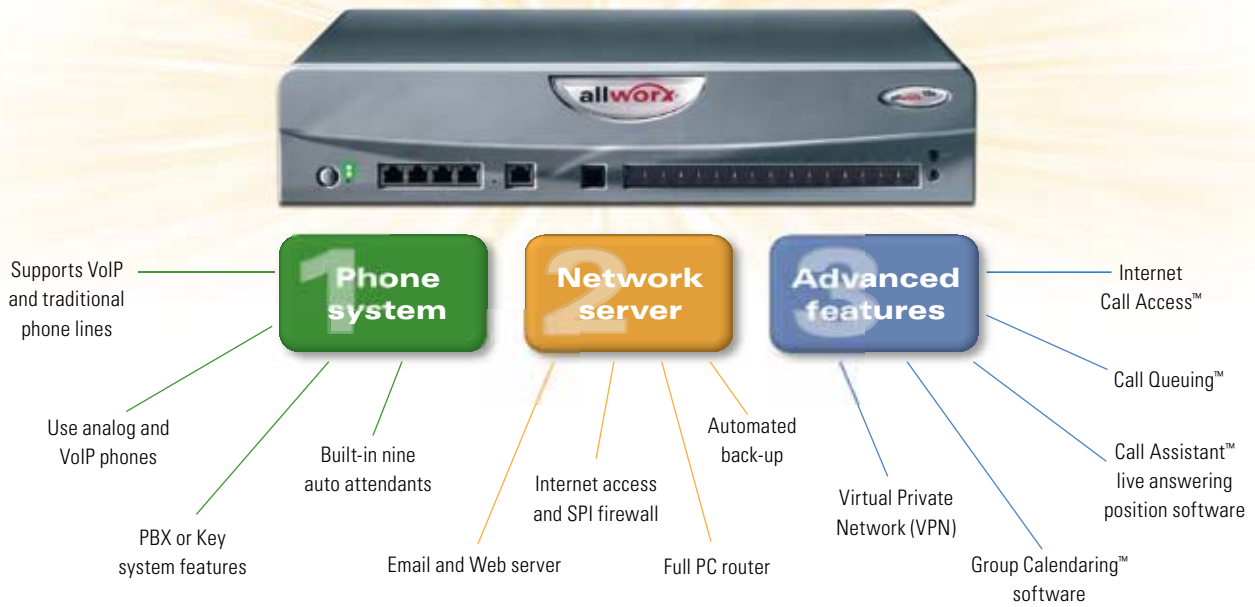 allworx
1
Phone
system
2
Network
server
3
Advanced
features
Supports VoIP
and traditional
phone lines
Use analog and
VoIP phones
PBX or Key
system features
Built-in nine
auto attendants
Email and Web server
Internet access
and SPI firewall
Full PC router
Automated
back-up
Virtual Private
Network (VPN)
Group Calendaring™
software
Call Assistant™
live answering
position software
Call Queuing™
Internet
Call Access™